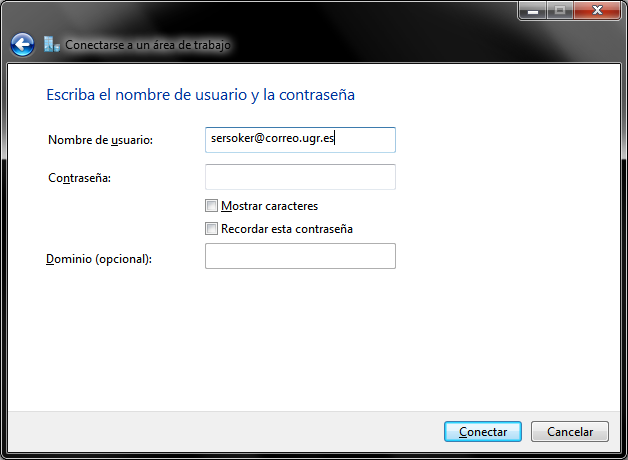 Conectarse a un área de trabajo
Escriba el nombre de usuario y la contraseña
Nombre de usuario: sersoker@correo.ugr.es
Contraseña:
Mostrar caracteres
Recordar esta contraseña
Dominio (opcional):
Conectar Cancelar